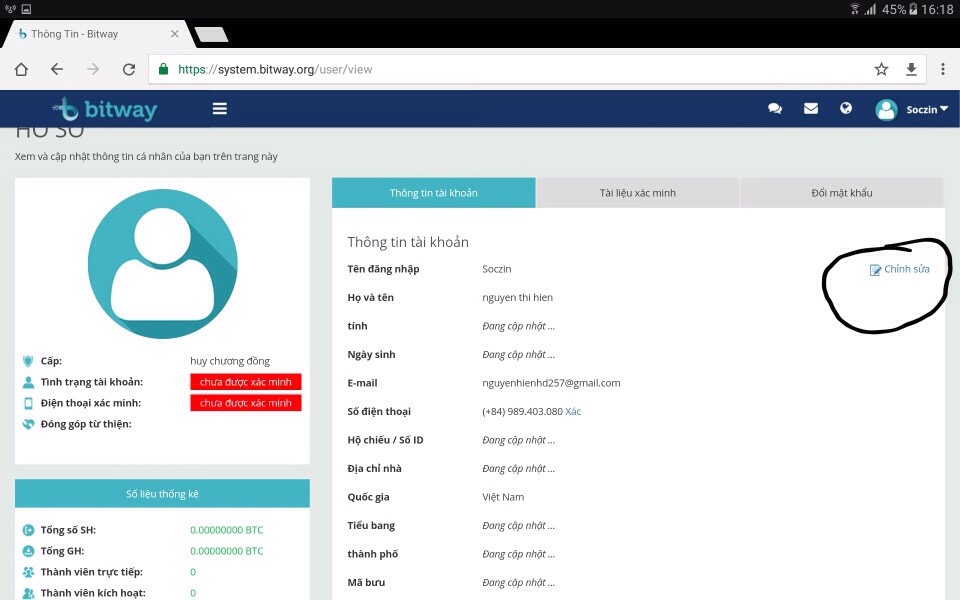 45% 16:18
Thông Tin - Bitway
https://system.bitway.org/user/view
bitway
Soczin
HỒ SƠ
Xem và cập nhật thông tin cá nhân của bạn trên trang này
Thông tin tài khoản
Tài liệu xác minh
Đổi mật khẩu
Cấp: huy chương đồng
Tình trạng tài khoản: chưa được xác minh
Điện thoại xác minh: chưa được xác minh
Đóng góp từ thiện:
Số liệu thống kê
Tổng số SH: 0.00000000 BTC
Tổng GH: 0.00000000 BTC
Thành viên trực tiếp: 0
Thành viên kích hoạt: 0
Thông tin tài khoản
Tên đăng nhập Soczin Chỉnh sửa
Họ và tên nguyen thi hien
tính Đang cập nhật ...
Ngày sinh Đang cập nhật ...
E-mail nguyenhienhd257@gmail.com
Số điện thoại (+84) 989.403.080 Xác
Hộ chiếu / Số ID Đang cập nhật ...
Địa chỉ nhà Đang cập nhật ...
Quốc gia Việt Nam
Tiểu bang Đang cập nhật ...
thành phố Đang cập nhật ...
Mã bưu Đang cập nhật ...